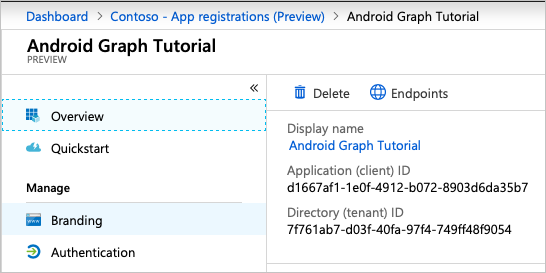 Dashboard > Contoso - App registrations (Preview) > Android Graph Tutorial
Android Graph Tutorial
PREVIEW
«
Overview
Quickstart
Manage
Branding
Authentication
Delete Endpoints
Display name
Android Graph Tutorial
Application (client) ID
d1667af1-1e0f-4912-b072-8903d6da35b7
Directory (tenant) ID
7f761ab7-d03f-40fa-97f4-749ff48f9054